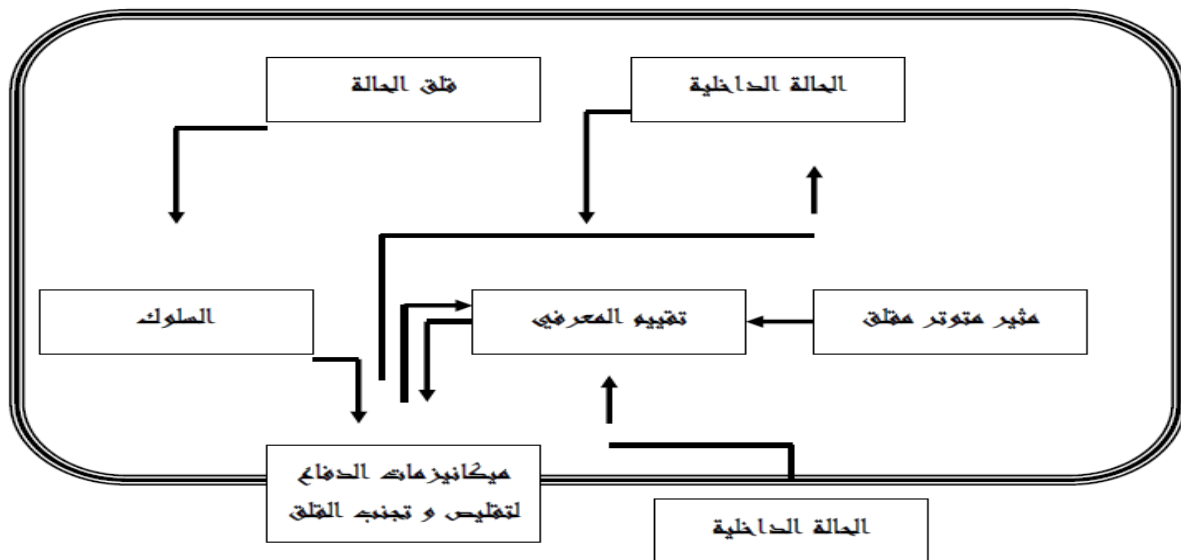 الحالة الداخلية
قلق الحالة
مثير متوتر مقلق
تقييم المعرفي
السلوك
ميكانيزمات الدفاع
لتقليص و تجنب القلق
الحالة الداخلية